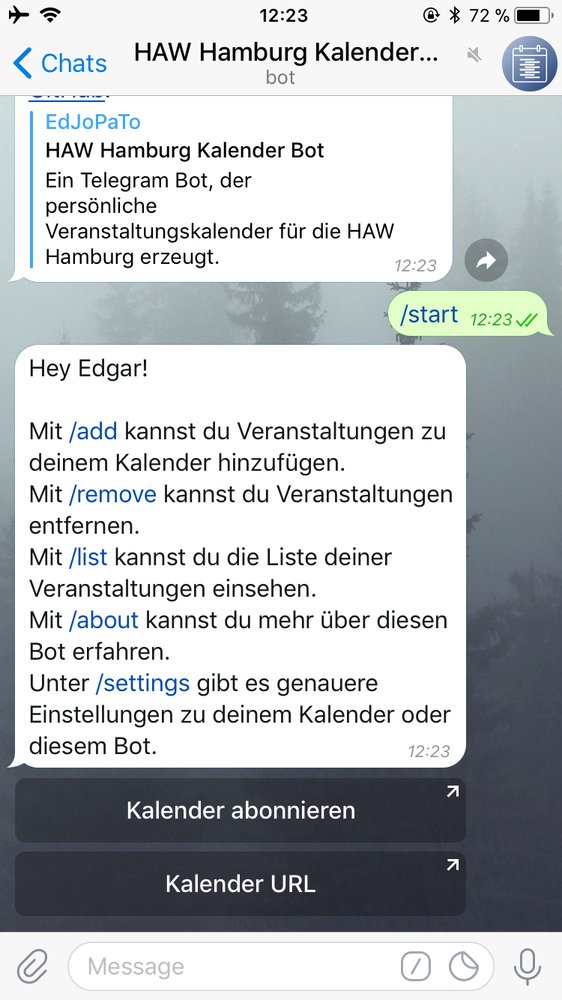 12:23
72 %
Chats
HAW Hamburg Kalender...
bot
GitHub.
EdJoPaTo
HAW Hamburg Kalender Bot
Ein Telegram Bot, der
persönliche
Veranstaltungskalender für die HAW
Hamburg erzeugt.
12:23
/start 12:23
Hey Edgar!
Mit /add kannst du Veranstaltungen zu
deinem Kalender hinzufügen.
Mit /remove kannst du Veranstaltungen
entfernen.
Mit /list kannst du die Liste deiner
Veranstaltungen einsehen.
Mit /about kannst du mehr über diesen
Bot erfahren.
Unter /settings gibt es genauere
Einstellungen zu deinem Kalender oder
diesem Bot.
12:23
Kalender abonnieren
Kalender URL
Message